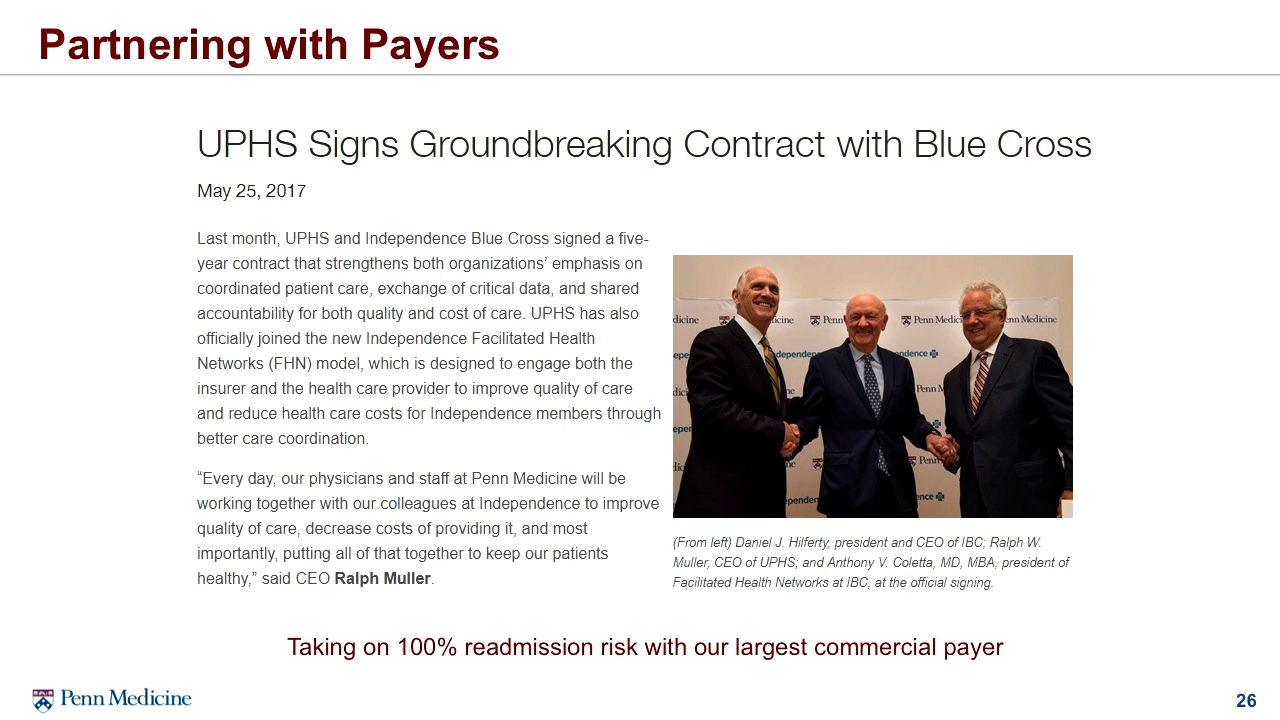 Partnering with Payers
UPHS Signs Groundbreaking Contract with Blue Cross
May 25, 2017
Last month, UPHS and Independence Blue Cross signed a five-
year contract that strengthens both organizations’ emphasis on
coordinated patient care, exchange of critical data, and shared
accountability for both quality and cost of care. UPHS has also
officially joined the new Independence Facilitated Health
Networks (FHN) model, which is designed to engage both the
insurer and the health care provider to improve quality of care
and reduce health care costs for Independence members through
better care coordination.
“Every day, our physicians and staff at Penn Medicine will be
working together with our colleagues at Independence to improve
quality of care, decrease costs of providing it, and most
importantly, putting all of that together to keep our patients
healthy,” said CEO Ralph Muller.
(From left) Daniel J. Hilferty, president and CEO of IBC; Ralph W.
Muller, CEO of UPHS; and Anthony V. Coletta, MD, MBA, president of
Facilitated Health Networks at IBC, at the official signing.
Taking on 100% readmission risk with our largest commercial payer
Penn Medicine
26